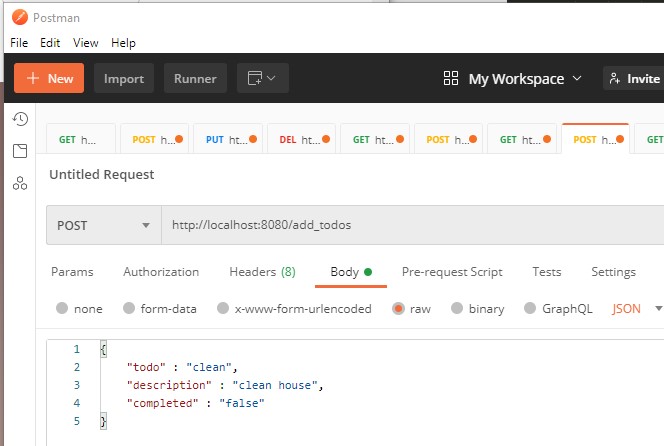 Postman
File Edit View Help
+ New Import Runner My Workspace Invite
GET h... POST h... PUT ht... DEL ht... GET ht... POST h... GET ht... POST h... GET
Untitled Request
POST http://localhost:8080/add_todos
Params Authorization Headers (8) Body Pre-request Script Tests Settings
none form-data x-www-form-urlencoded raw binary GraphQL JSON
1 {
2 "todo" : "clean",
3 "description" : "clean house",
4 "completed" : "false"
5 }